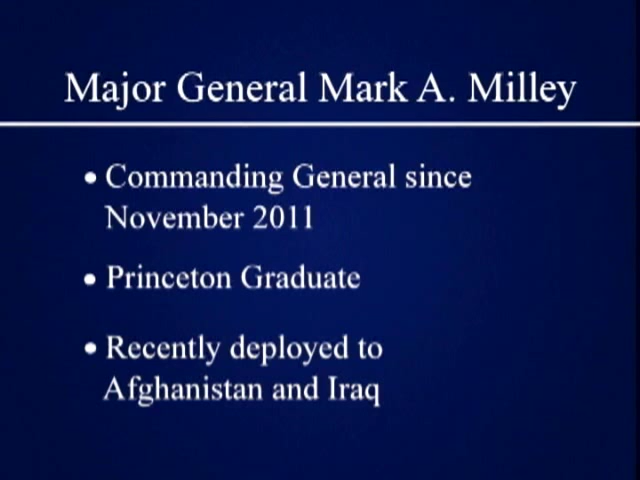 Major General Mark A. Milley
• Commanding General since
November 2011
• Princeton Graduate
• Recently deployed to
Afghanistan and Iraq